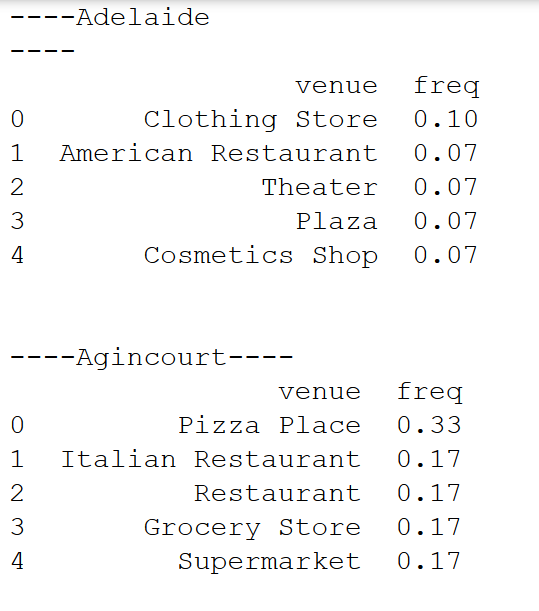 ----Adelaide
----
venue freq
0 Clothing Store 0.10
1 American Restaurant 0.07
2 Theater 0.07
3 Plaza 0.07
4 Cosmetics Shop 0.07
----Agincourt----
venue freq
0 Pizza Place 0.33
1 Italian Restaurant 0.17
2 Restaurant 0.17
3 Grocery Store 0.17
4 Supermarket 0.17